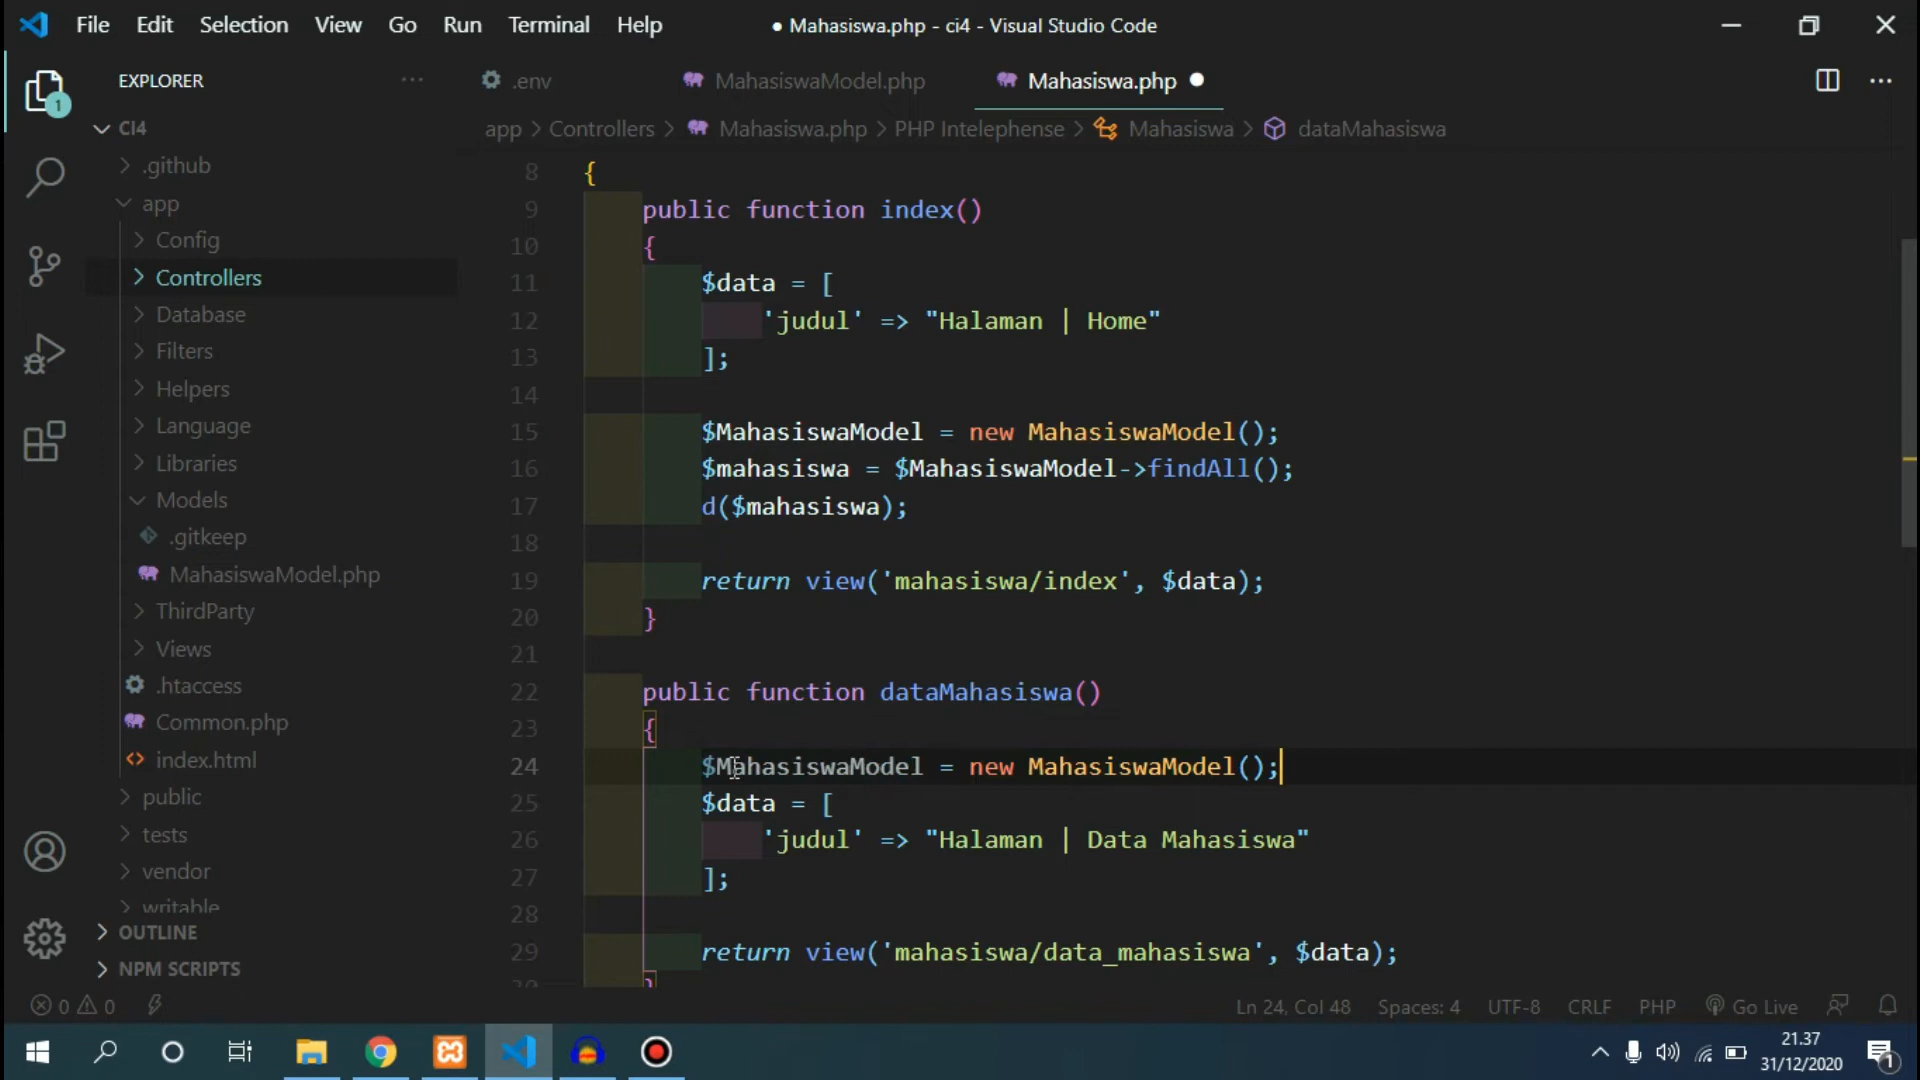 File Edit Selection View Go Run Terminal Help
● Mahasiswa.php - ci4 - Visual Studio Code
EXPLORER ···
1
CI4
.github
app
Config
Controllers
Database
Filters
Helpers
Language
Libraries
Models
.gitkeep
MahasiswaModel.php
ThirdParty
Views
.htaccess
Common.php
index.html
public
tests
vendor
writable
OUTLINE
NPM SCRIPTS
.env MahasiswaModel.php Mahasiswa.php ●
app > Controllers > Mahasiswa.php > PHP Intelephense > Mahasiswa > dataMahasiswa
8 {
9 public function index()
10 {
11 $data = [
12 'judul' => "Halaman | Home"
13 ];
14
15 $MahasiswaModel = new MahasiswaModel();
16 $mahasiswa = $MahasiswaModel->findAll();
17 d($mahasiswa);
18
19 return view('mahasiswa/index', $data);
20 }
21
22 public function dataMahasiswa()
23 {
24 $MahasiswaModel = new MahasiswaModel();
25 $data = [
26 'judul' => "Halaman | Data Mahasiswa"
27 ];
28
29 return view('mahasiswa/data_mahasiswa', $data);
30 }
0 0
Ln 24, Col 48 Spaces: 4 UTF-8 CRLF PHP Go Live
21.37
31/12/2020
1